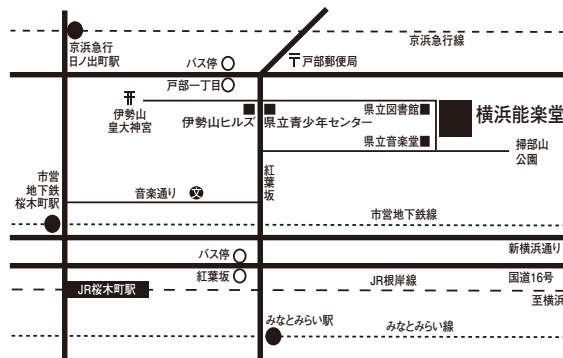 京浜急行線
京浜急行
日ノ出町駅
バス停
戸部郵便局
戸部一丁目
伊勢山
皇大神宮
伊勢山ヒルズ
県立青少年センター
県立図書館
横浜能楽堂
県立音楽堂
掃部山
公園
紅葉坂
市営
地下鉄
桜木町駅
音楽通り
文
市営地下鉄線
新横浜通り
バス停
紅葉坂
JR根岸線
国道16号
JR桜木町駅
至横浜
みなとみらい駅
みなとみらい線